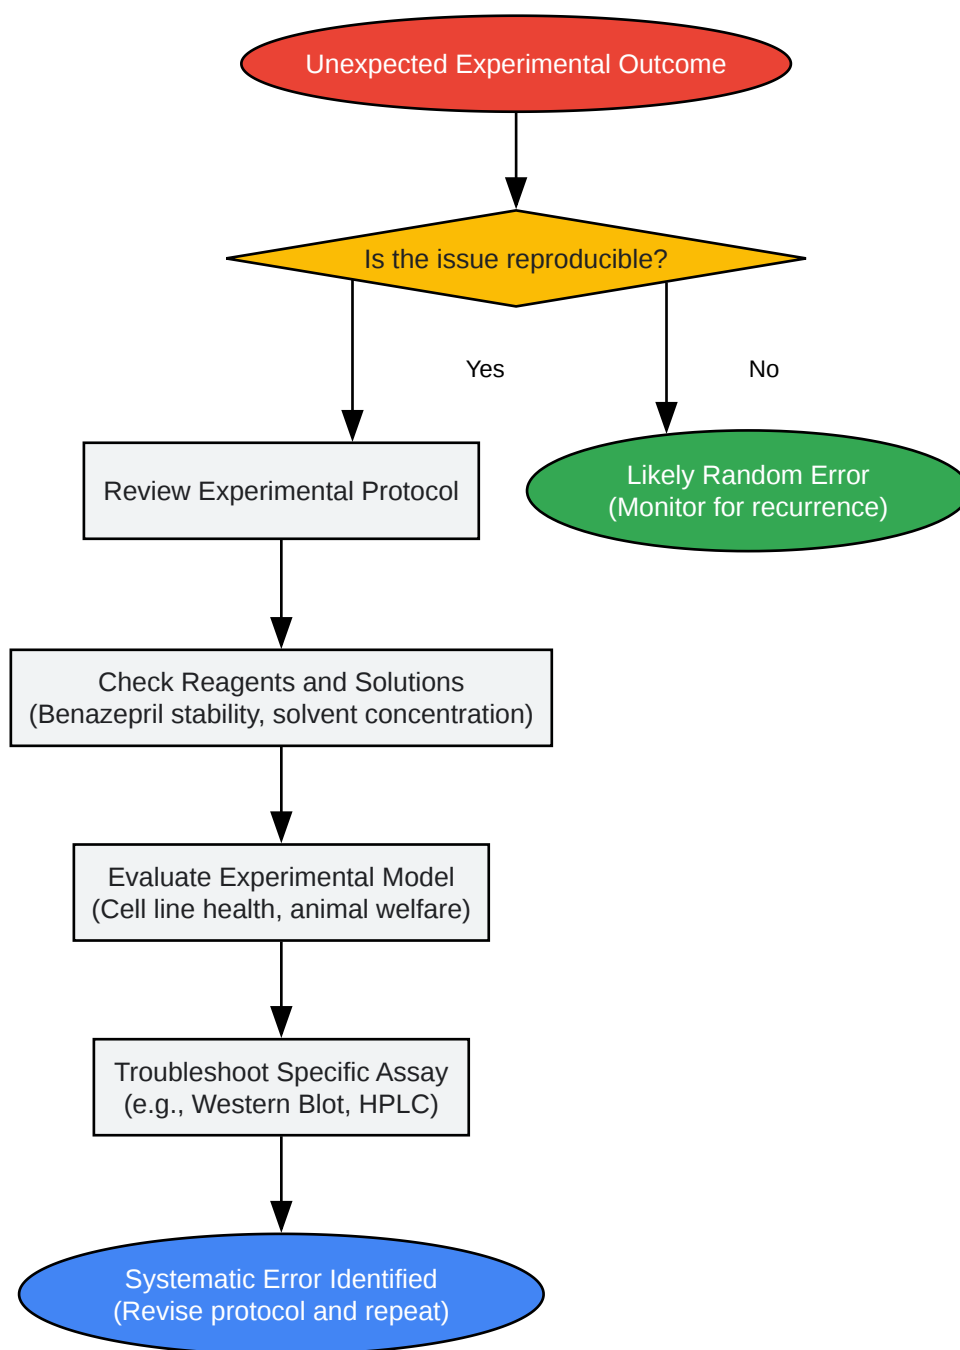 Unexpected Experimental Outcome
Is the issue reproducible?
Yes
No
Review Experimental Protocol
Likely Random Error
(Monitor for recurrence)
Check Reagents and Solutions
(Benazepril stability, solvent concentration)
Evaluate Experimental Model
(Cell line health, animal welfare)
Troubleshoot Specific Assay
(e.g., Western Blot, HPLC)
Systematic Error Identified
(Revise protocol and repeat)